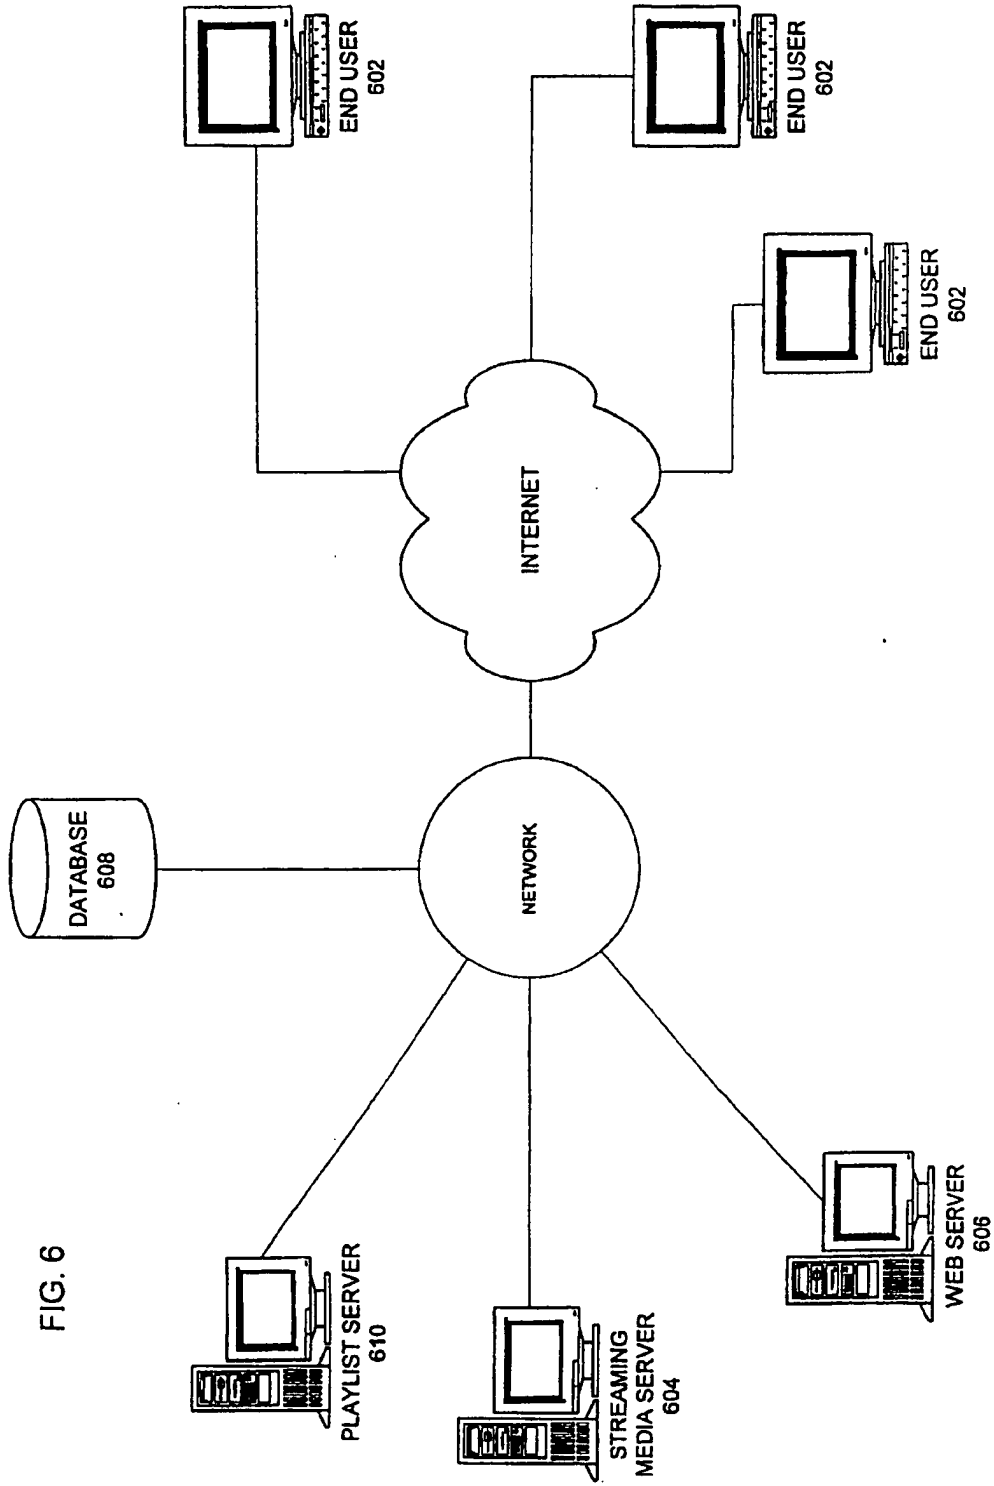 FIG. 6
DATABASE
608
END USER
602
PLAYLIST SERVER
610
NETWORK
INTERNET
END USER
602
STREAMING
MEDIA SERVER
604
END USER
602
WEB SERVER
606